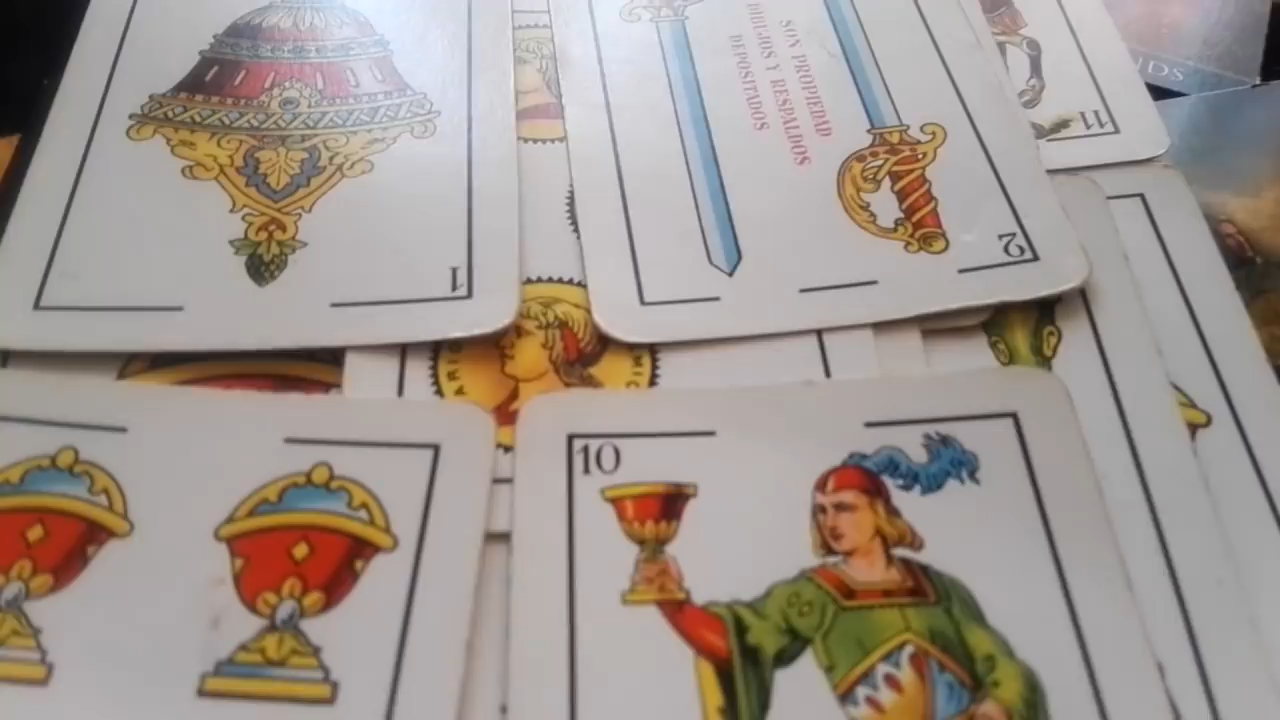 SON PROPIEDAD
DIBUJOS Y RESPALDOS
DEPOSITADOS
11
2
1
10